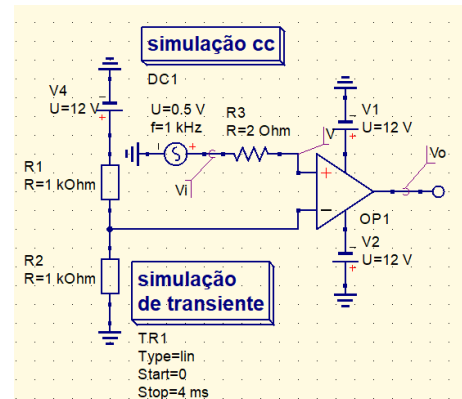 simulação cc
DC1
V4
U=12 V
U=0.5 V
f=1 kHz
R3
R=2 Ohm
V1
U=12 V
V
Vo
Vi
R1
R=1 kOhm
OP1
V2
U=12 V
R2
R=1 kOhm
simulação
de transiente
TR1
Type=lin
Start=0
Stop=4 ms